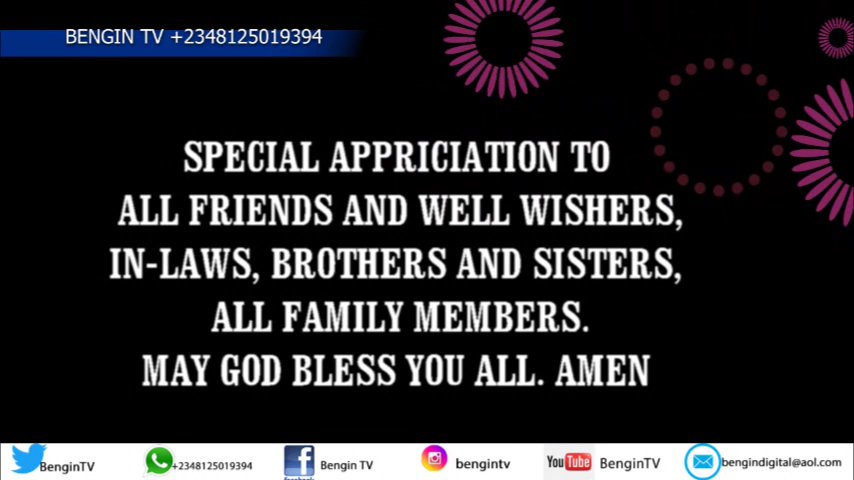 BENGIN TV +2348125019394
SPECIAL APPRICIATION TO
ALL FRIENDS AND WELL WISHERS,
IN-LAWS, BROTHERS AND SISTERS,
ALL FAMILY MEMBERS.
MAY GOD BLESS YOU ALL. AMEN
BenginTV +2348125019394 facebook Bengin TV bengintv YouTube BenginTV bengindigital@aol.com